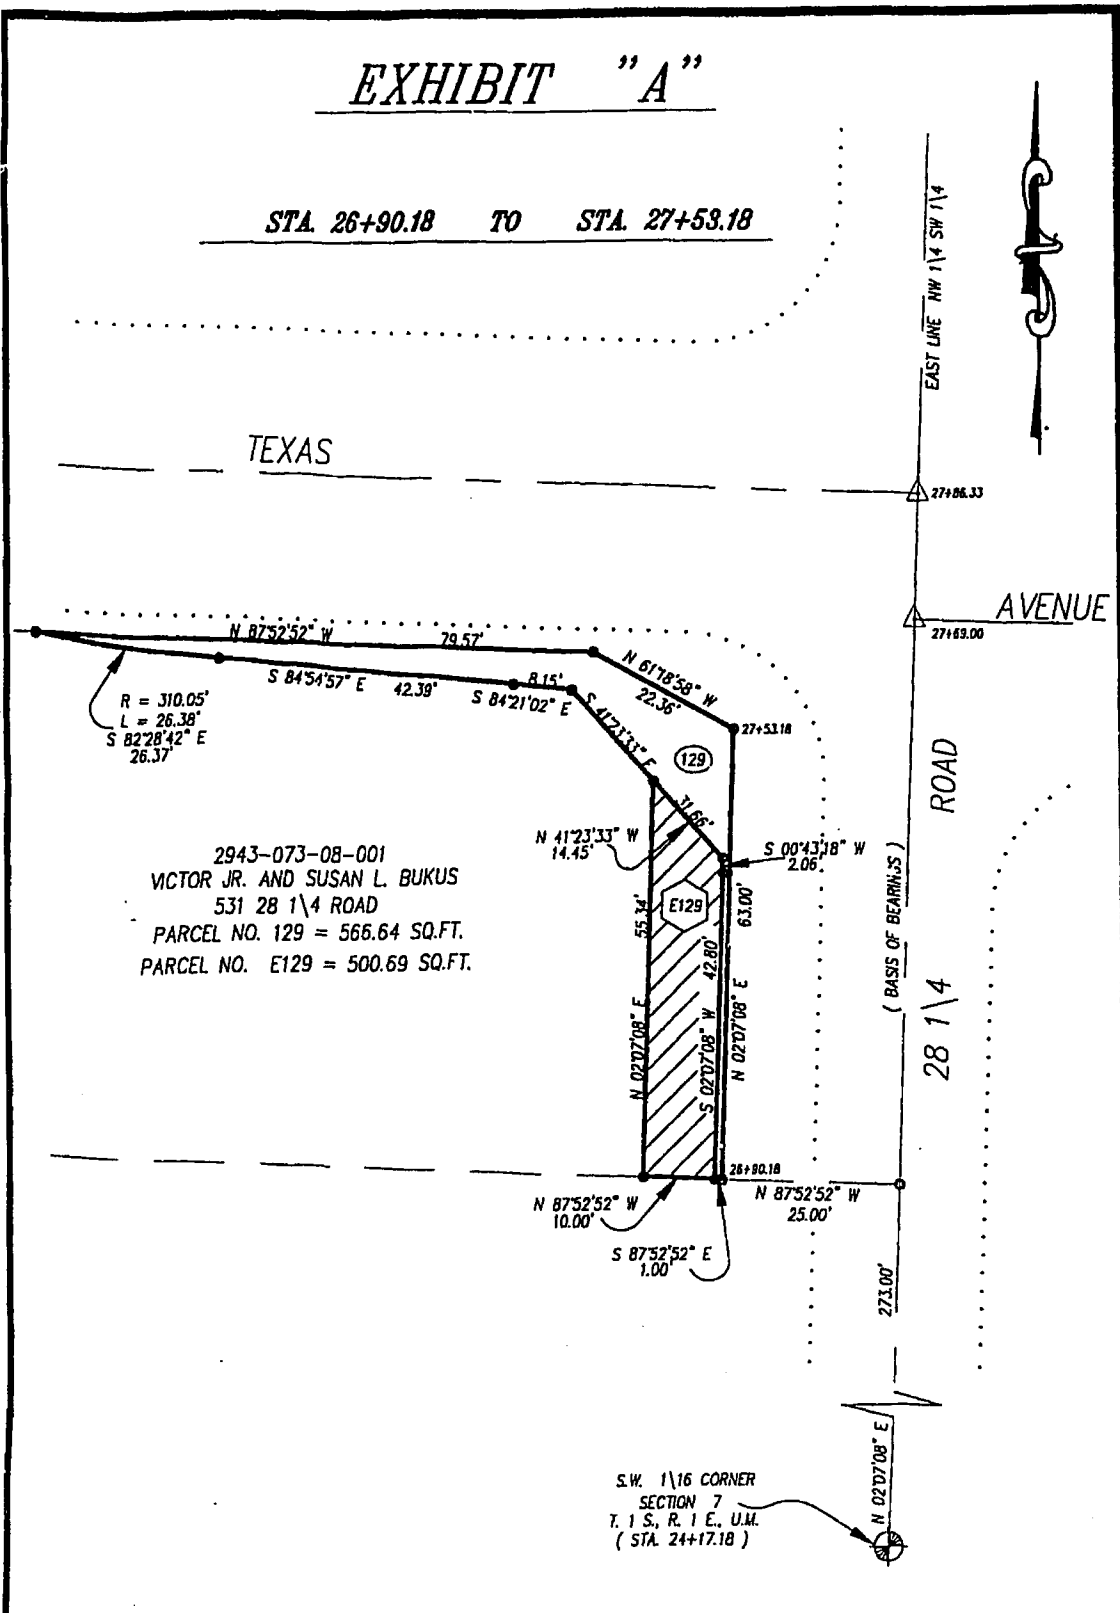 EXHIBIT "A"
STA. 26+90.18 TO STA. 27+53.18
EAST LINE NW 1\4 SW 1\4
TEXAS
27+86.33
AVENUE
27+69.00
N 87°52'52" W 79.57'
N 61°18'58" W
22.36'
S 84°54'57" E 42.39'
8.15'
S 84°21'02" E
R = 310.05'
L = 26.38'
S 82°28'42" E
26.37'
S 41°23'33" E
31.66'
27+53.18
129
ROAD
N 41°23'33" W
14.45'
S 00°43'18" W
2.06'
2943-073-08-001
VICTOR JR. AND SUSAN L. BUKUS
531 28 1\4 ROAD
PARCEL NO. 129 = 566.64 SQ.FT.
PARCEL NO. E129 = 500.69 SQ.FT.
E129
55.34'
N 02°07'08" E
42.80'
S 02°07'08" W
63.00'
N 02°07'08" E
( BASIS OF BEARINGS )
28 1\4
26+90.18
N 87°52'52" W
10.00'
N 87°52'52" W
25.00'
S 87°52'52" E
1.00'
273.00'
N 02°07'08" E
S.W. 1\16 CORNER
SECTION 7
T. 1 S., R. 1 E., U.M.
( STA. 24+17.18 )